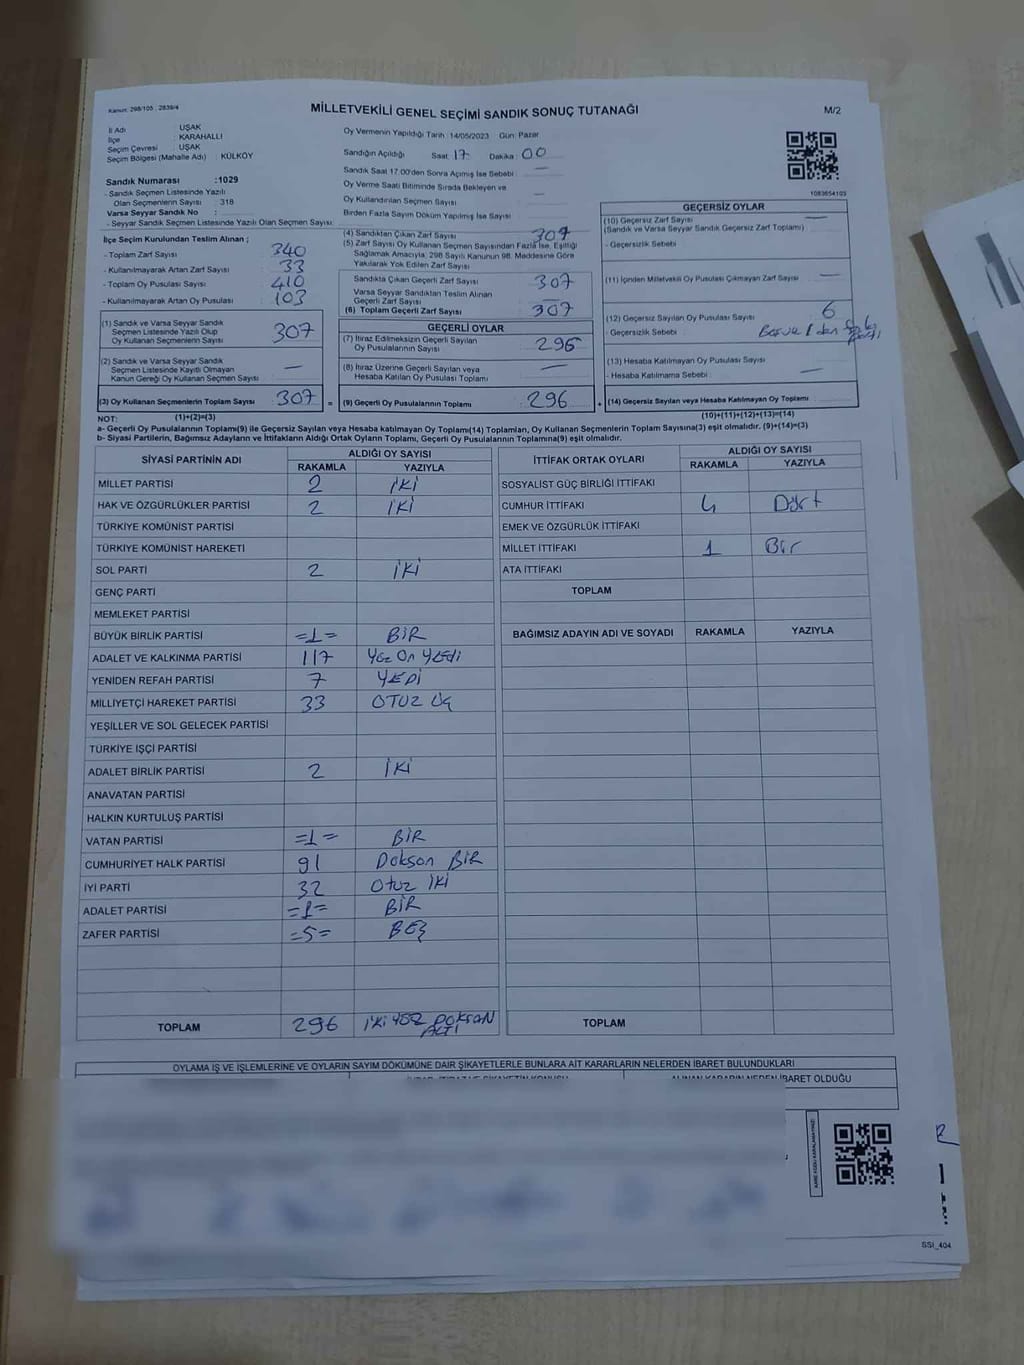 Kanun: 298/105 ; 2839/4
MİLLETVEKİLİ GENEL SEÇİMİ SANDIK SONUÇ TUTANAĞI
M/2
İl Adı : UŞAK
İlçe : KARAHALLI
Seçim Çevresi : UŞAK
Seçim Bölgesi (Mahalle Adı) : KÜLKÖY
Sandık Numarası :1029
- Sandık Seçmen Listesinde Yazılı
Olan Seçmenlerin Sayısı : 318
Varsa Seyyar Sandık No :
- Seyyar Sandık Seçmen Listesinde Yazılı Olan Seçmen Sayısı:
Oy Vermenin Yapıldığı Tarih : 14/05/2023 Gün: Pazar
Sandığın Açıldığı Saat: 17 Dakika: 00
Sandık Saat 17.00'den Sonra Açılmış İse Sebebi : —
Oy Verme Saati Bitiminde Sırada Bekleyen ve
Oy Kullandırılan Seçmen Sayısı : —
Birden Fazla Sayım Döküm Yapılmış İse Sayısı :
1083654103
İlçe Seçim Kurulundan Teslim Alınan ;
- Toplam Zarf Sayısı : 340
- Kullanılmayarak Artan Zarf Sayısı : 33
- Toplam Oy Pusulası Sayısı : 410
- Kullanılmayarak Artan Oy Pusulası : 103
(1) Sandık ve Varsa Seyyar Sandık
Seçmen Listesinde Yazılı Olup
Oy Kullanan Seçmenlerin Sayısı : 307
(2) Sandık ve Varsa Seyyar Sandık
Seçmen Listesinde Kayıtlı Olmayan
Kanun Gereği Oy Kullanan Seçmen Sayısı : —
(3) Oy Kullanan Seçmenlerin Toplam Sayısı : 307 =
(4) Sandıktan Çıkan Zarf Sayısı : 307
(5) Zarf Sayısı Oy Kullanan Seçmen Sayısından Fazla İse, Eşitliği
Sağlamak Amacıyla, 298 Sayılı Kanunun 98. Maddesine Göre
Yakılarak Yok Edilen Zarf Sayısı :
Sandıkta Çıkan Geçerli Zarf Sayısı : 307
Varsa Seyyar Sandıktan Teslim Alınan
Geçerli Zarf Sayısı : —
(6) Toplam Geçerli Zarf Sayısı : 307
GEÇERLİ OYLAR
(7) İtiraz Edilmeksizin Geçerli Sayılan
Oy Pusulalarının Sayısı : 296
(8) İtiraz Üzerine Geçerli Sayılan veya
Hesaba Katılan Oy Pusulası Toplamı : —
(9) Geçerli Oy Pusulalarının Toplamı : 296 +
GEÇERSİZ OYLAR
(10) Geçersiz Zarf Sayısı : —
(Sandık ve Varsa Seyyar Sandık Geçersiz Zarf Toplamı)
- Geçersizlik Sebebi :
(11) İçinden Milletvekili Oy Pusulası Çıkmayan Zarf Sayısı : —
(12) Geçersiz Sayılan Oy Pusulası Sayısı : 6
- Geçersizlik Sebebi :
(13) Hesaba Katılmayan Oy Pusulası Sayısı :
- Hesaba Katılmama Sebebi : —
(14) Geçersiz Sayılan veya Hesaba Katılmayan Oy Toplamı :
NOT: (1)+(2)=(3)
(10)+(11)+(12)+(13)=(14)
a- Geçerli Oy Pusulalarının Toplamı(9) ile Geçersiz Sayılan veya Hesaba Katılmayan Oy Toplamı(14) Toplamları, Oy Kullanan Seçmenlerin Toplam Sayısına(3) eşit olmalıdır. (9)+(14)=(3)
b- Siyasi Partilerin, Bağımsız Adayların ve İttifakların Aldığı Ortak Oyların Toplamı, Geçerli Oy Pusulalarının Toplamına(9) eşit olmalıdır.
SİYASİ PARTİNİN ADI ALDIĞI OY SAYISI
RAKAMLA YAZIYLA
MİLLET PARTİSİ 2 İKİ
HAK VE ÖZGÜRLÜKLER PARTİSİ 2 İKİ
TÜRKİYE KOMÜNİST PARTİSİ
TÜRKİYE KOMÜNİST HAREKETİ
SOL PARTİ 2 İKİ
GENÇ PARTİ
MEMLEKET PARTİSİ
BÜYÜK BİRLİK PARTİSİ =1= BİR
ADALET VE KALKINMA PARTİSİ 117 Yüz On YEDİ
YENİDEN REFAH PARTİSİ 7 YEDİ
MİLLİYETÇİ HAREKET PARTİSİ 33 OTUZ ÜÇ
YEŞİLLER VE SOL GELECEK PARTİSİ
TÜRKİYE İŞÇİ PARTİSİ
ADALET BİRLİK PARTİSİ 2 İKİ
ANAVATAN PARTİSİ
HALKIN KURTULUŞ PARTİSİ
VATAN PARTİSİ =1= BİR
CUMHURİYET HALK PARTİSİ 91 Doksan BİR
İYİ PARTİ 32 Otuz İKİ
ADALET PARTİSİ =1= BİR
ZAFER PARTİSİ =5= BEŞ
TOPLAM 296 İKİ YÜZ DOKSAN
ALTI
İTTİFAK ORTAK OYLARI ALDIĞI OY SAYISI
RAKAMLA YAZIYLA
SOSYALİST GÜÇ BİRLİĞİ İTTİFAKI
CUMHUR İTTİFAKI 4 Dört
EMEK VE ÖZGÜRLÜK İTTİFAKI
MİLLET İTTİFAKI 1 Bir
ATA İTTİFAKI
TOPLAM
BAĞIMSIZ ADAYIN ADI VE SOYADI RAKAMLA YAZIYLA
TOPLAM
OYLAMA İŞ VE İŞLEMLERİNE VE OYLARIN SAYIM DÖKÜMÜNE DAİR ŞİKAYETLERLE BUNLARA AİT KARARLARIN NELERDEN İBARET BULUNDUKLARI
ALINAN KARARIN NEDEN İBARET OLDUĞU
SSI_404